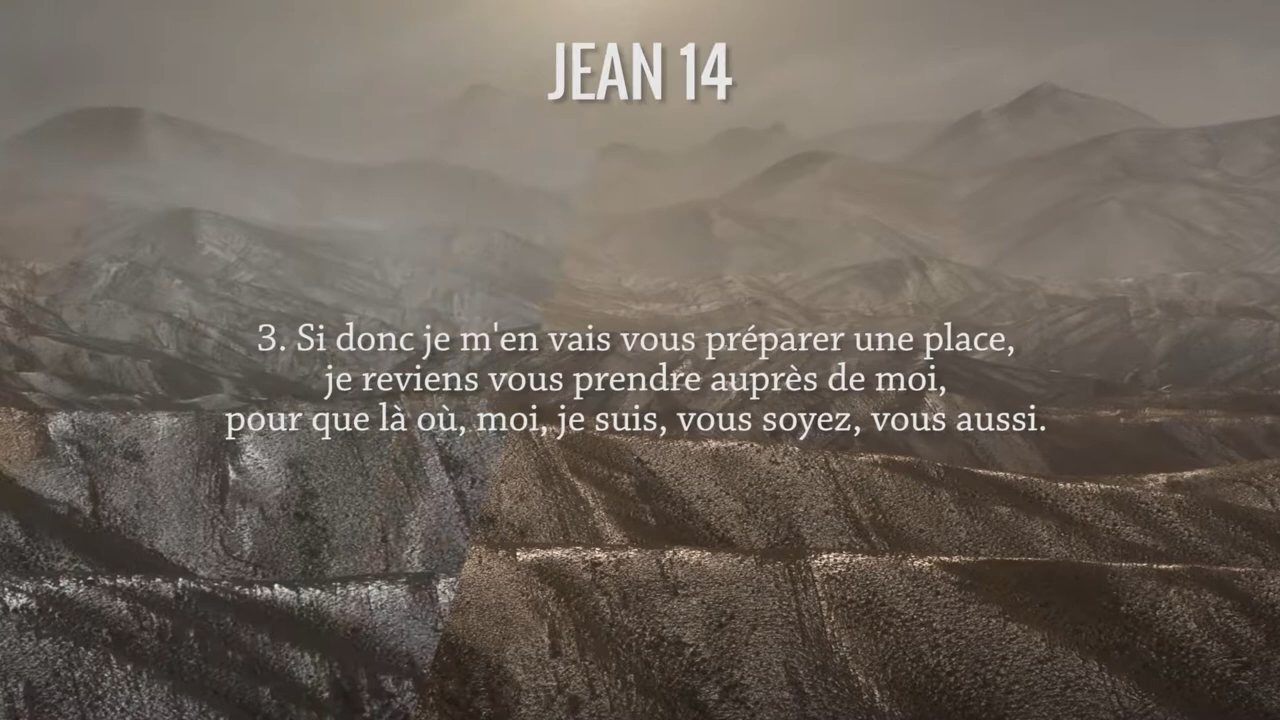 JEAN 14
3. Si donc je m'en vais vous préparer une place,
je reviens vous prendre auprès de moi,
pour que là où, moi, je suis, vous soyez, vous aussi.